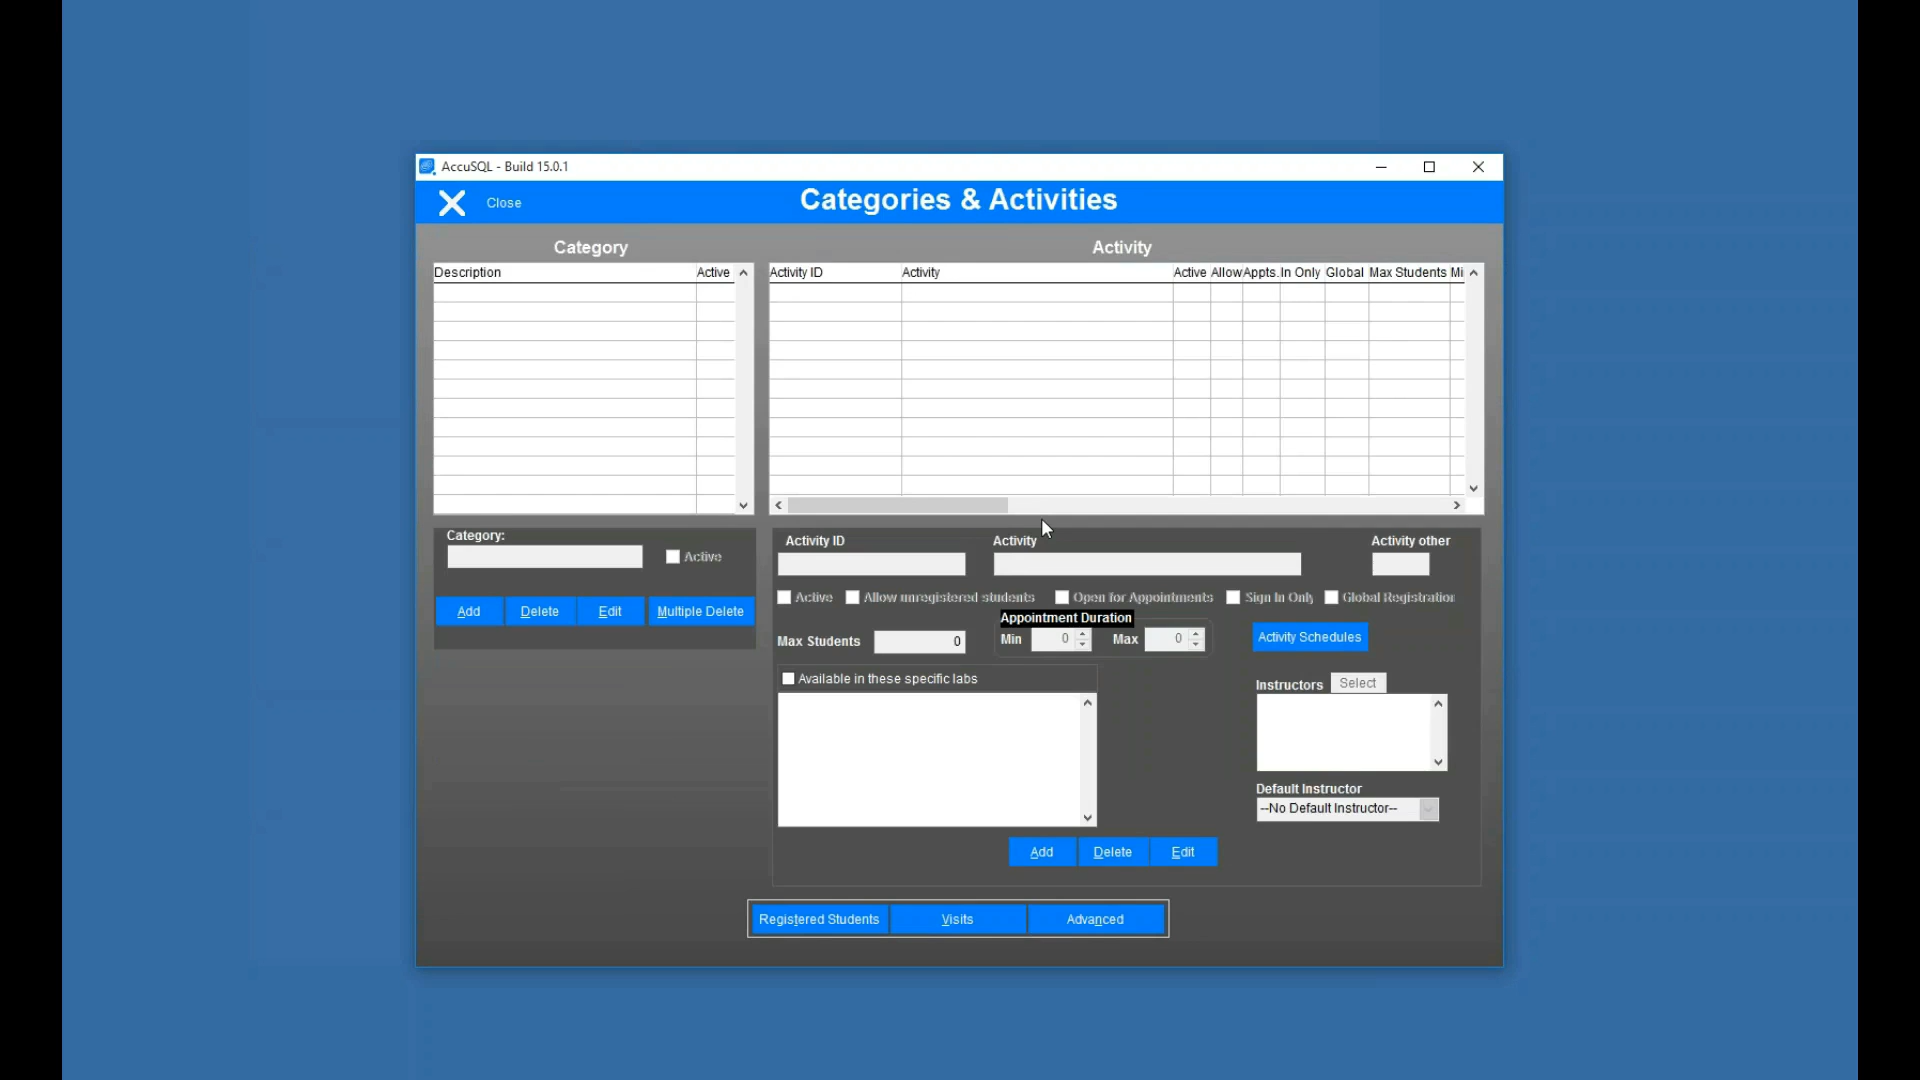 AccuSQL - Build 15.0.1
Close
Categories & Activities
Category
Activity
Description Active
Activity ID Activity Active Allow Appts. In Only Global Max Students Mi
Category:
Active
Add Delete Edit Multiple Delete
Activity ID Activity Activity other
Active Allow unregistered students Open for Appointments Sign In Only Global Registration
Appointment Duration
Max Students 0 Min 0 Max 0 Activity Schedules
Available in these specific labs
Instructors Select
Default Instructor
--No Default Instructor--
Add Delete Edit
Registered Students Visits Advanced